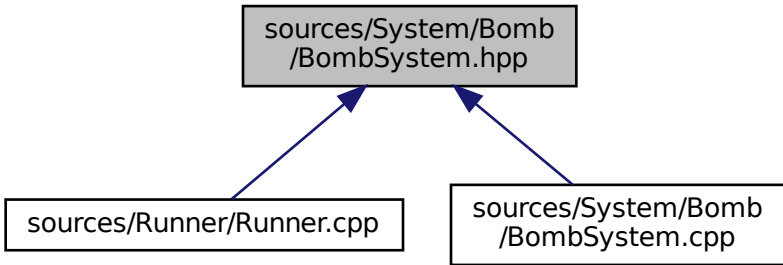 sources/System/Bomb
/BombSystem.hpp
sources/Runner/Runner.cpp
sources/System/Bomb
/BombSystem.cpp